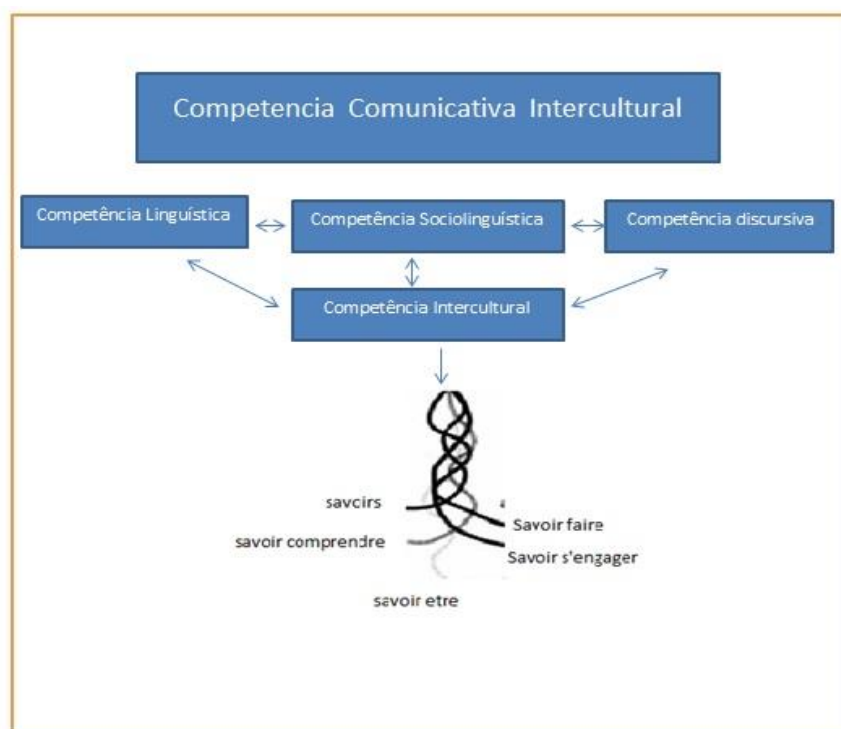 Competencia Comunicativa Intercultural
Competência Linguística
Competência Sociolinguística
Competência discursiva
Competência Intercultural
savoirs
Savoir faire
savoir comprendre
Savoir s'engager
savoir etre